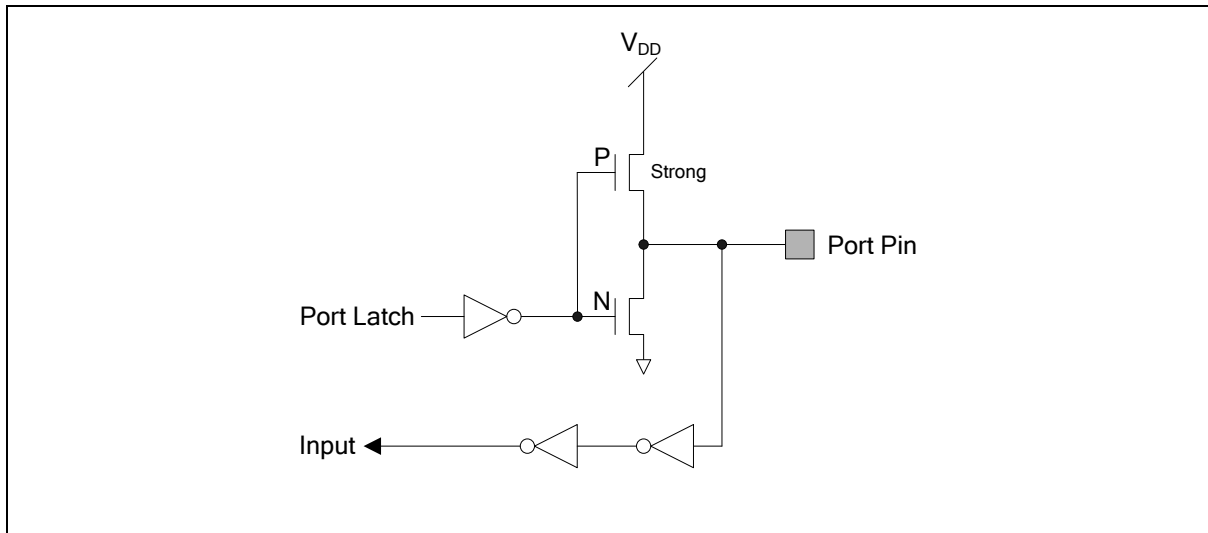 VDD
P
Strong
Port Pin
N
Port Latch
Input